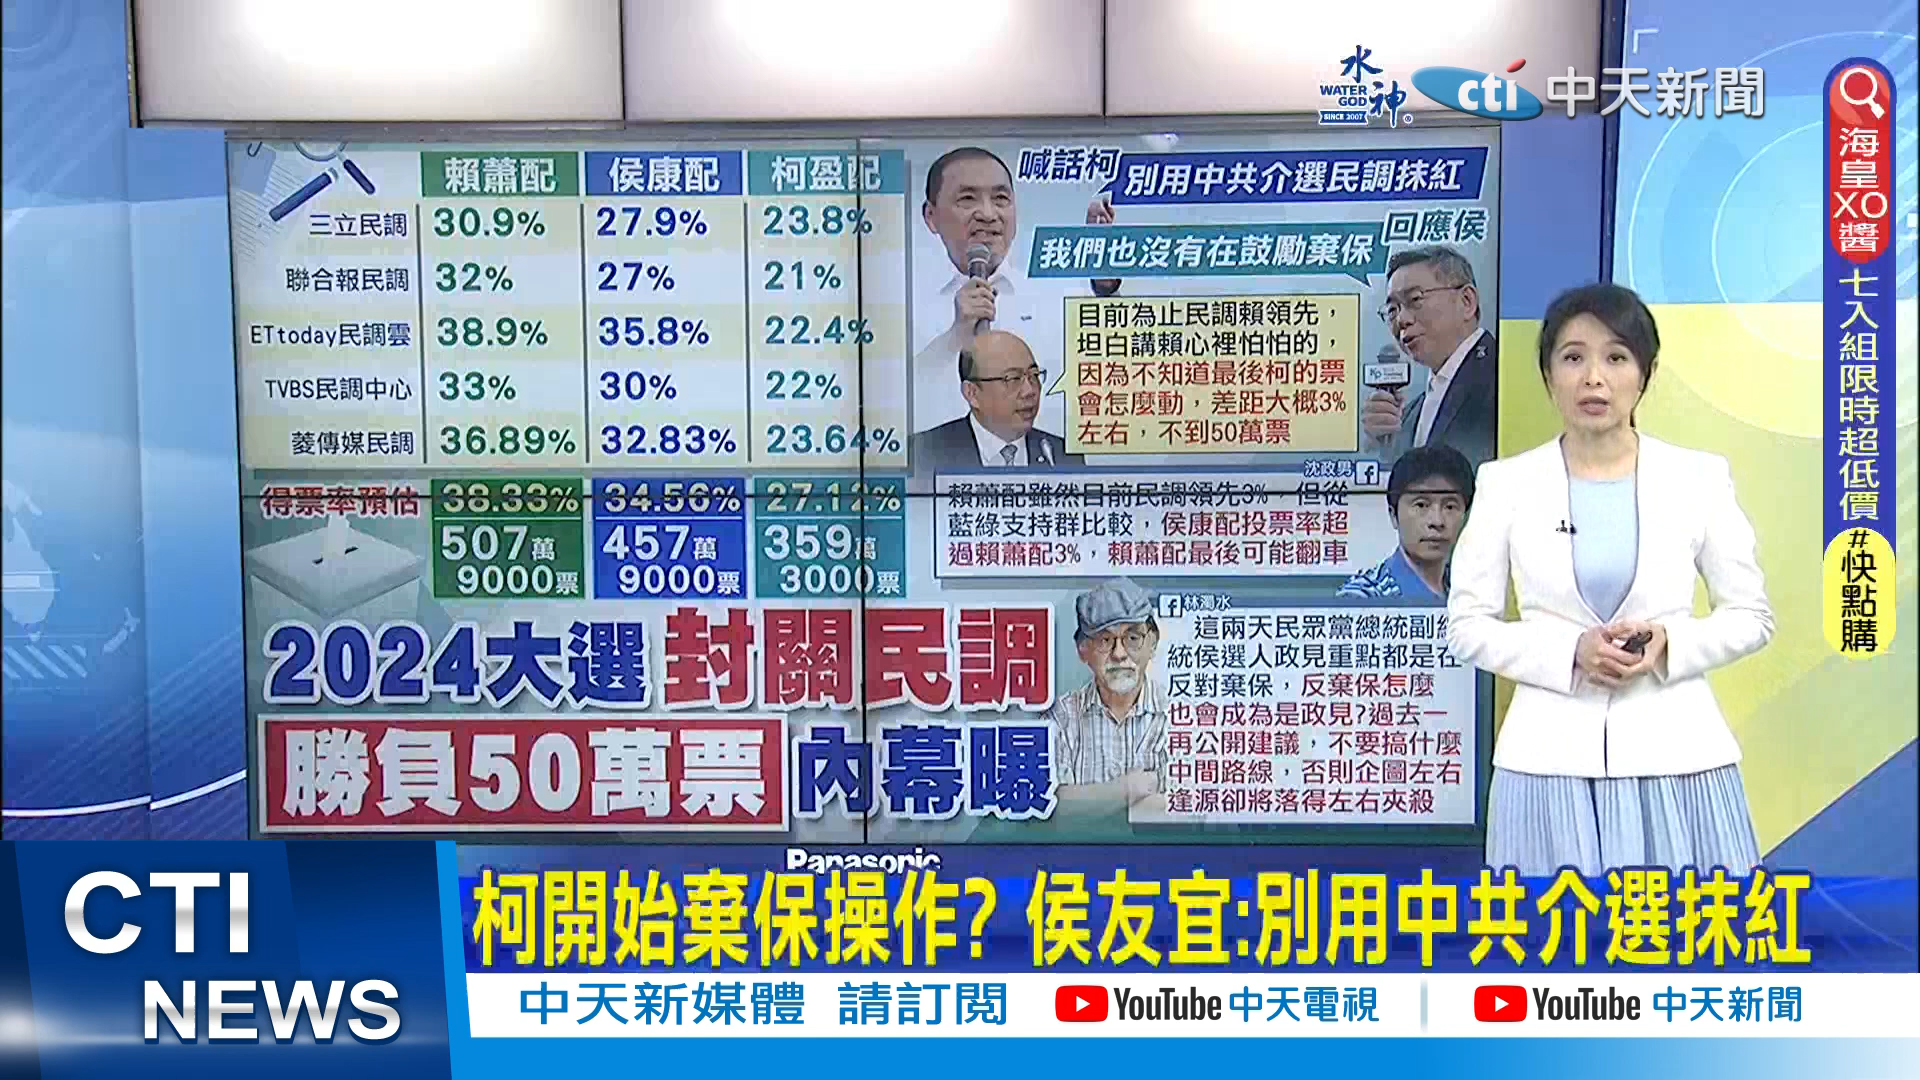 水神
WATER GOD
SINCE 2007
cti 中天新聞
海皇XO醬
七入組限時超低價
#快點購
賴蕭配 侯康配 柯盈配
三立民調 30.9% 27.9% 23.8%
聯合報民調 32% 27% 21%
ETtoday民調雲 38.9% 35.8% 22.4%
TVBS民調中心 33% 30% 22%
菱傳媒民調 36.89% 32.83% 23.64%
得票率預估 38.33% 34.56% 27.12%
507萬9000票 457萬9000票 359萬3000票
2024大選封關民調
勝負50萬票內幕曝
喊話柯
別用中共介選民調抹紅
回應侯
我們也沒有在鼓勵棄保
目前為止民調賴領先，
坦白講賴心裡怕怕的，
因為不知道最後柯的票
會怎麼動，差距大概3%
左右，不到50萬票
沈政男 f
賴蕭配雖然目前民調領先3%，但從
藍綠支持群比較，侯康配投票率超
過賴蕭配3%，賴蕭配最後可能翻車
f 林濁水
這兩天民眾黨總統副總
統侯選人政見重點都是在
反對棄保，反棄保怎麼
也會成為是政見?過去一
再公開建議，不要搞什麼
中間路線，否則企圖左右
逢源卻將落得左右夾殺
Panasonic
柯開始棄保操作? 侯友宜:別用中共介選抹紅
CTI NEWS
中天新媒體 請訂閱 YouTube 中天電視 | YouTube 中天新聞